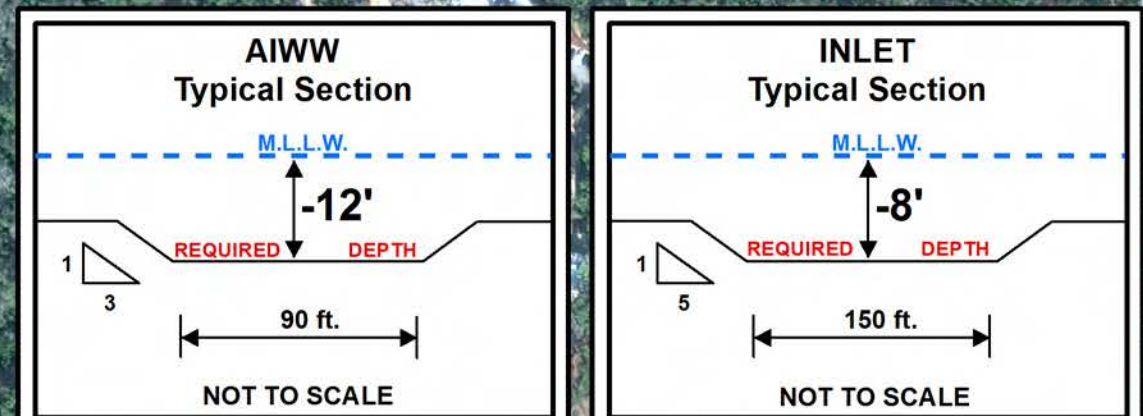 AIWW
Typical Section
M.L.L.W.
-12'
REQUIRED DEPTH
1
3
90 ft.
NOT TO SCALE
INLET
Typical Section
M.L.L.W.
-8'
REQUIRED DEPTH
1
5
150 ft.
NOT TO SCALE